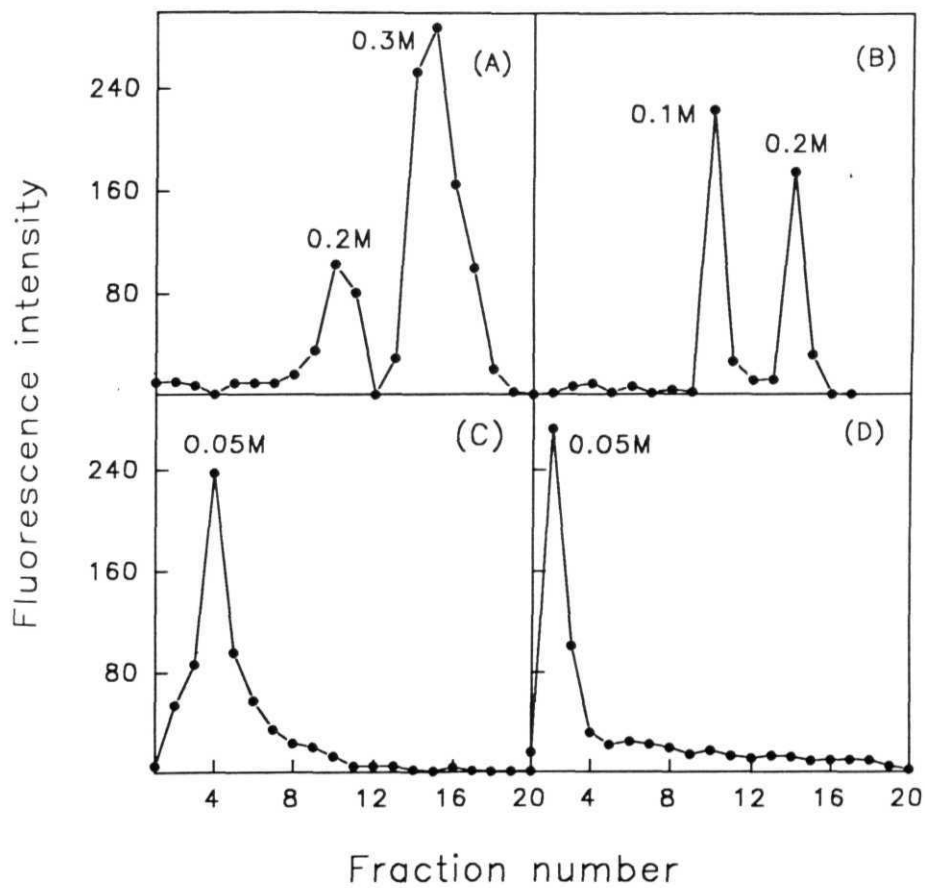 Fluorescence intensity
240
160
80
0.3M
(A)
0.2M
0.1M
0.2M
(B)
240
160
80
0.05M
(C)
0.05M
(D)
4 8 12 16 20 4 8 12 16 20
Fraction number